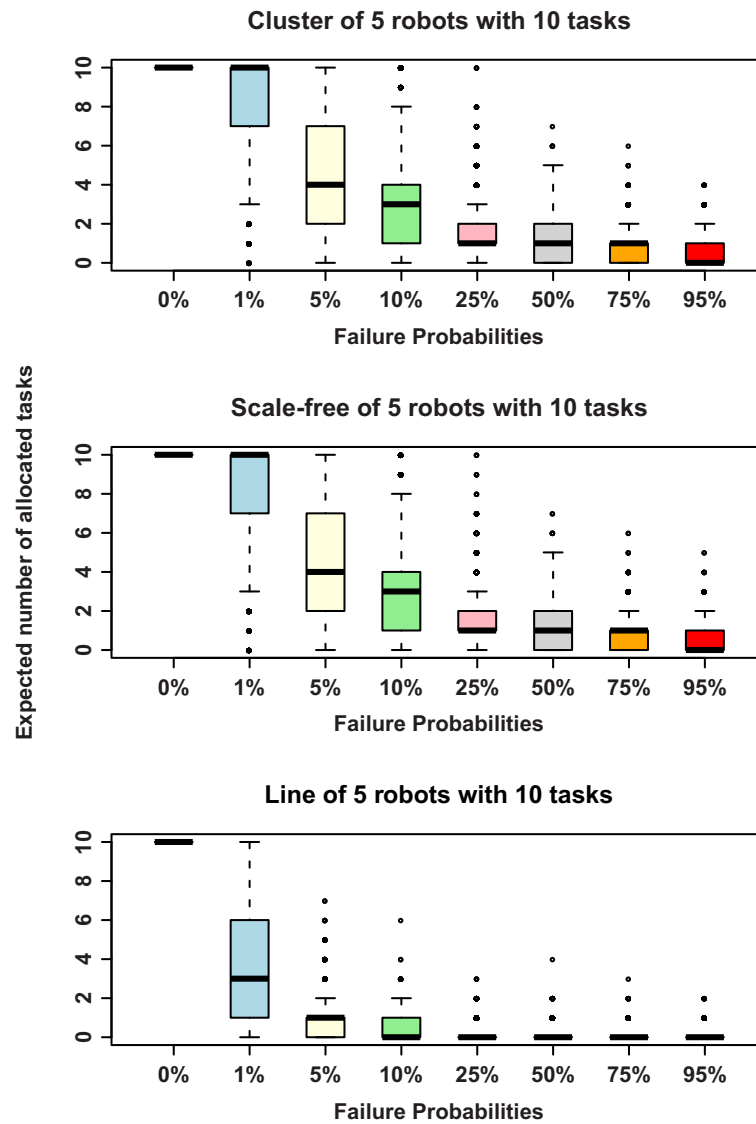 Cluster of 5 robots with 10 tasks
10
8
6
4
2
0
0% 1% 5% 10% 25% 50% 75% 95%
Failure Probabilities
Expected number of allocated tasks
Scale-free of 5 robots with 10 tasks
10
8
6
4
2
0
0% 1% 5% 10% 25% 50% 75% 95%
Failure Probabilities
Line of 5 robots with 10 tasks
10
8
6
4
2
0
0% 1% 5% 10% 25% 50% 75% 95%
Failure Probabilities